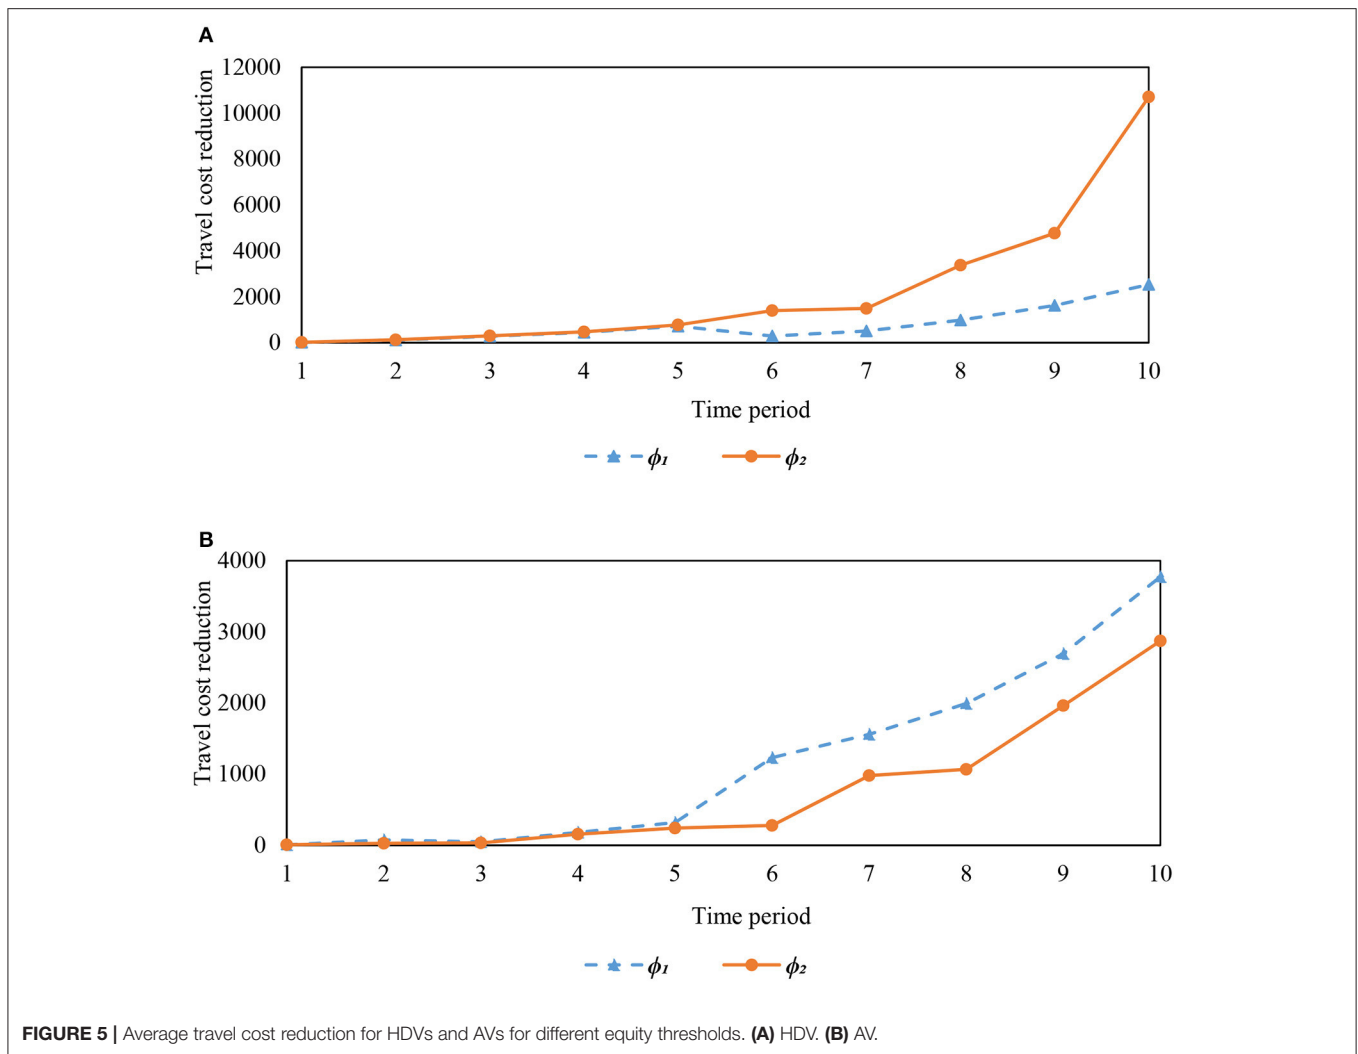 A
Travel cost reduction
12000
10000
8000
6000
4000
2000
0
1 2 3 4 5 6 7 8 9 10
Time period
ϕ₁ ϕ₂
B
Travel cost reduction
4000
3000
2000
1000
0
1 2 3 4 5 6 7 8 9 10
Time period
ϕ₁ ϕ₂
FIGURE 5 | Average travel cost reduction for HDVs and AVs for different equity thresholds. (A) HDV. (B) AV.